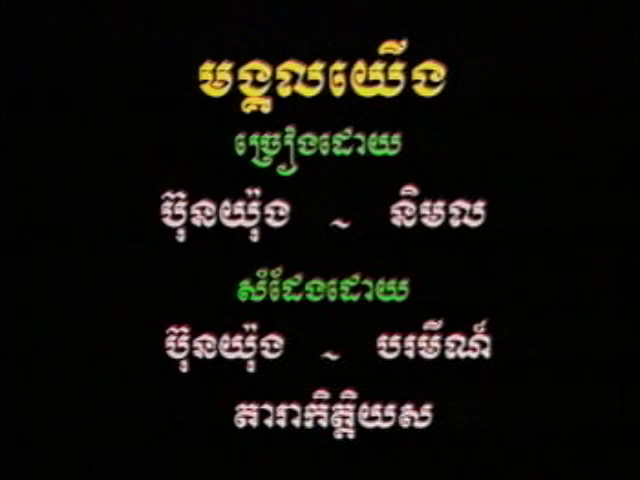 មង្គលយើង
ច្រៀងដោយ
ប៊ុនយ៉ុង ~ និមល
សំដែងដោយ
ប៊ុនយ៉ុង ~ បរមីណ៍
តារាកិត្តិយស